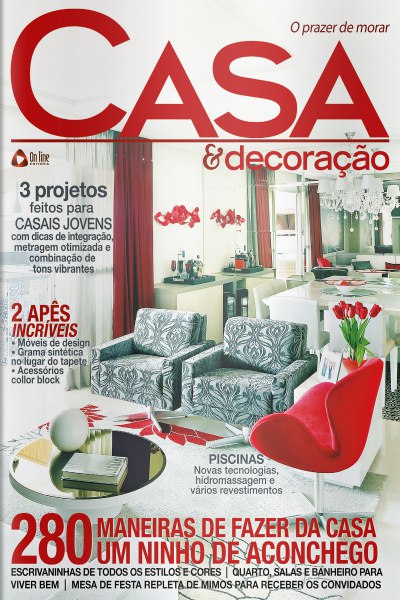 O prazer de morar
CASA
& decoração
On line
EDITORA
3 projetos
feitos para
CASAIS JOVENS
com dicas de integração,
metragem otimizada e
combinação de
tons vibrantes
2 APÊS
INCRÍVEIS
• Móveis de design
• Grama sintética
no lugar do tapete
• Acessórios
collor block
PISCINAS
Novas tecnologias,
hidromassagem e
vários revestimentos
280 MANEIRAS DE FAZER DA CASA
UM NINHO DE ACONCHEGO
ESCRIVANINHAS DE TODOS OS ESTILOS E CORES | QUARTO, SALAS E BANHEIRO PARA
VIVER BEM | MESA DE FESTA REPLETA DE MIMOS PARA RECEBER OS CONVIDADOS